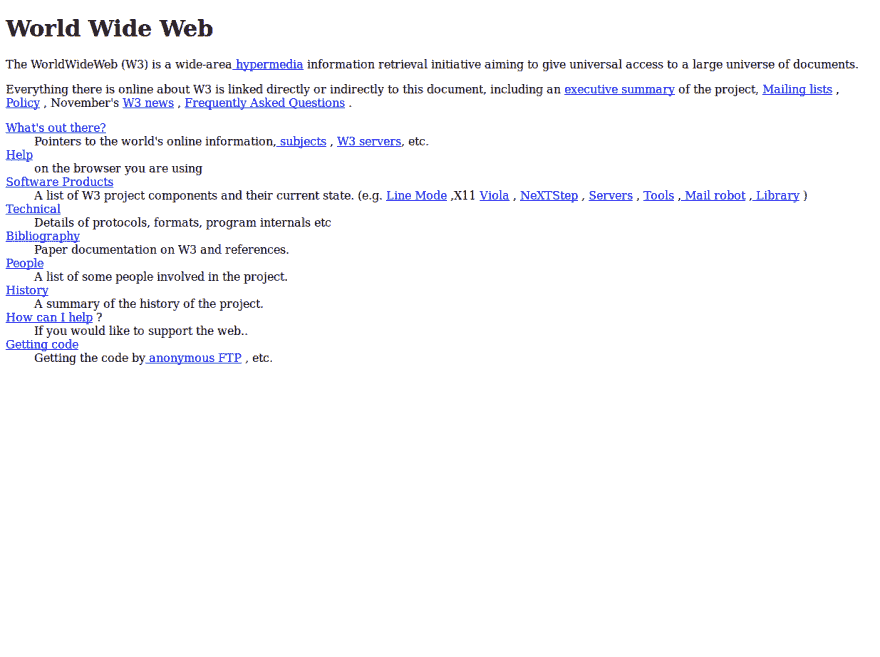 World Wide Web
The WorldWideWeb (W3) is a wide-area hypermedia information retrieval initiative aiming to give universal access to a large universe of documents.
Everything there is online about W3 is linked directly or indirectly to this document, including an executive summary of the project, Mailing lists ,
Policy , November's W3 news , Frequently Asked Questions .
What's out there?
Pointers to the world's online information, subjects , W3 servers, etc.
Help
on the browser you are using
Software Products
A list of W3 project components and their current state. (e.g. Line Mode ,X11 Viola , NeXTStep , Servers , Tools , Mail robot , Library )
Technical
Details of protocols, formats, program internals etc
Bibliography
Paper documentation on W3 and references.
People
A list of some people involved in the project.
History
A summary of the history of the project.
How can I help ?
If you would like to support the web..
Getting code
Getting the code by anonymous FTP , etc.